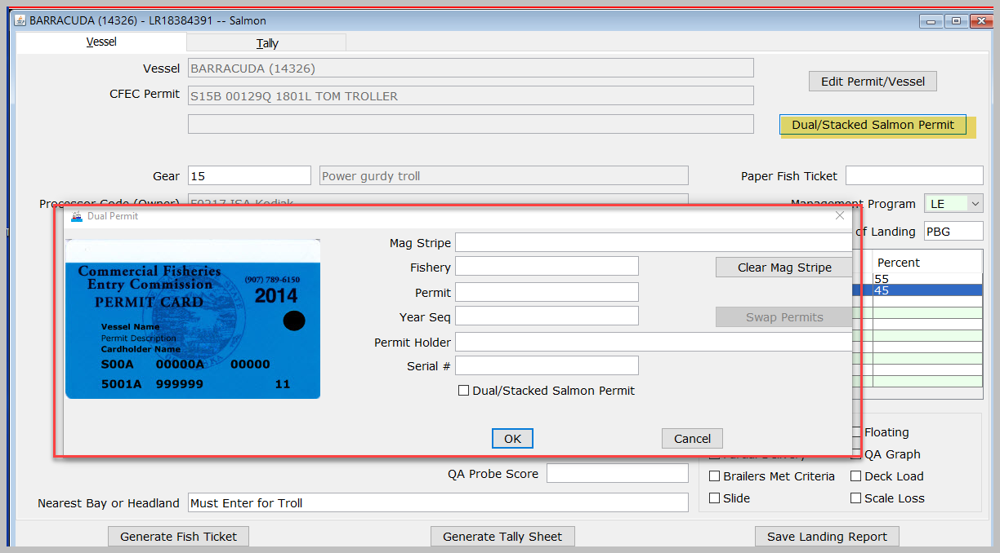 BARRACUDA (14326) - LR18384391 -- Salmon
Vessel
Tally
Vessel BARRACUDA (14326)
Edit Permit/Vessel
CFEC Permit S15B 00129Q 1801L TOM TROLLER
Dual/Stacked Salmon Permit
Gear 15 Power gurdy troll
Paper Fish Ticket
Processor Code (Owner) F0217 ISA Kodiak
Management Program LE
of Landing PBG
Dual Permit
Commercial Fisheries
Entry Commission
(907) 789-6150
PERMIT CARD
2014
Vessel Name
Permit Description
Cardholder Name
S00A 00000A 00000
5001A 999999 11
Mag Stripe
Fishery
Clear Mag Stripe
Permit
Year Seq
Swap Permits
Permit Holder
Serial #
Dual/Stacked Salmon Permit
OK
Cancel
Percent
55
45
Floating
Partial Delivery
QA Graph
QA Probe Score
Brailers Met Criteria
Deck Load
Slide
Scale Loss
Nearest Bay or Headland Must Enter for Troll
Generate Fish Ticket
Generate Tally Sheet
Save Landing Report